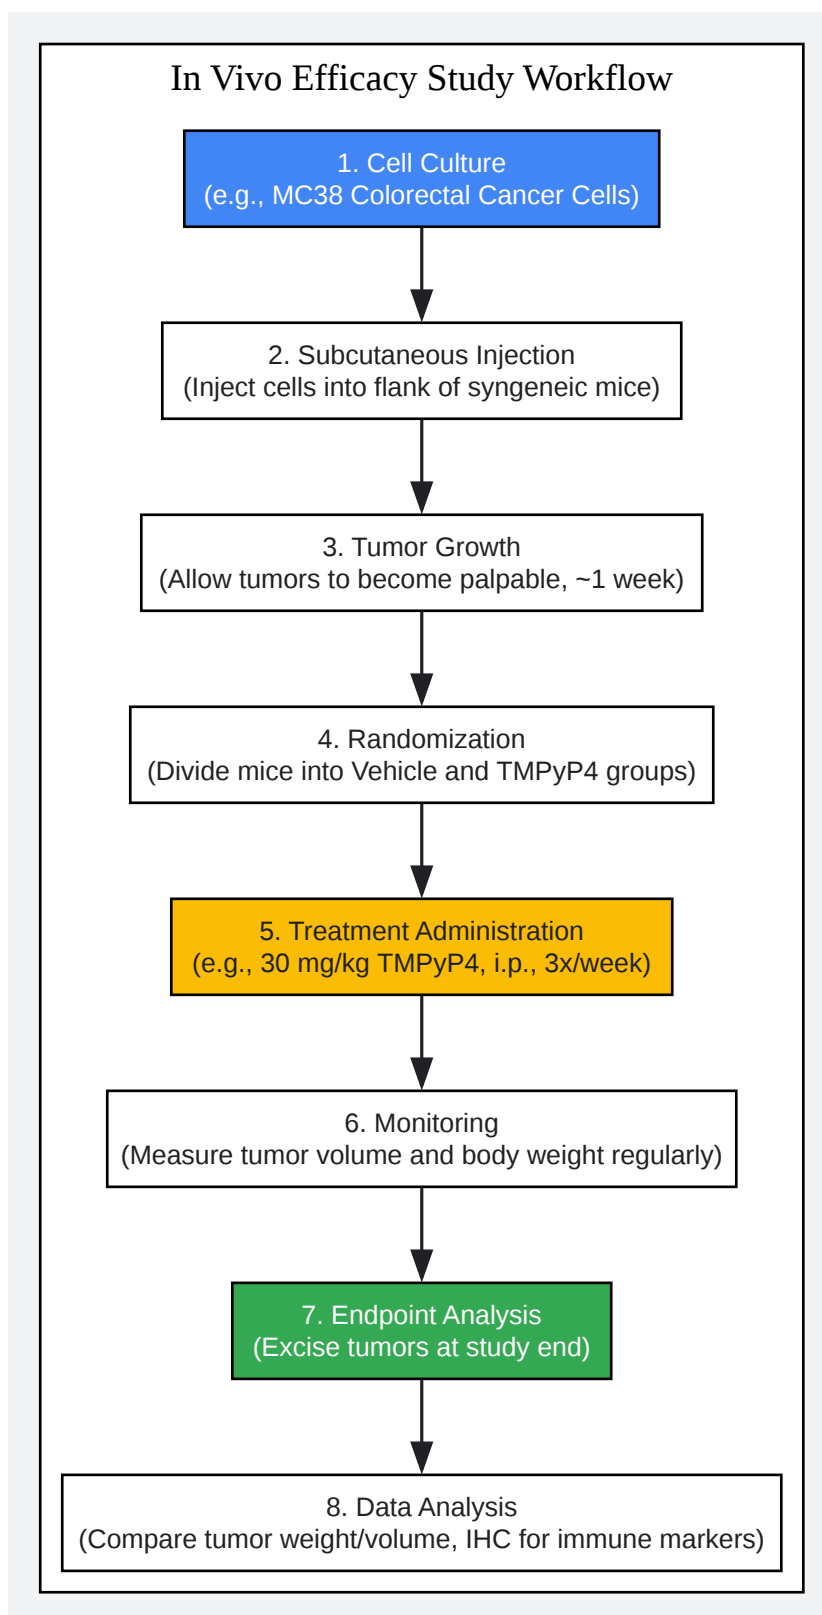 In Vivo Efficacy Study Workflow
1. Cell Culture
(e.g., MC38 Colorectal Cancer Cells)
2. Subcutaneous Injection
(Inject cells into flank of syngeneic mice)
3. Tumor Growth
(Allow tumors to become palpable, ~1 week)
4. Randomization
(Divide mice into Vehicle and TMPyP4 groups)
5. Treatment Administration
(e.g., 30 mg/kg TMPyP4, i.p., 3x/week)
6. Monitoring
(Measure tumor volume and body weight regularly)
7. Endpoint Analysis
(Excise tumors at study end)
8. Data Analysis
(Compare tumor weight/volume, IHC for immune markers)